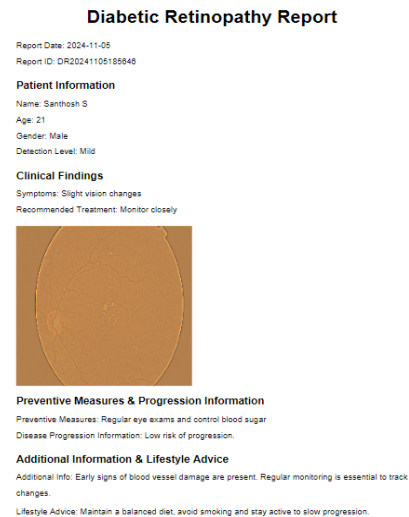 Diabetic Retinopathy Report
Report Date: 2024-11-05
Report ID: DR20241105185646
Patient Information
Name: Santhosh S
Age: 21
Gender: Male
Detection Level: Mild
Clinical Findings
Symptoms: Slight vision changes
Recommended Treatment: Monitor closely
Preventive Measures & Progression Information
Preventive Measures: Regular eye exams and control blood sugar
Disease Progression Information: Low risk of progression.
Additional Information & Lifestyle Advice
Additional Info: Early signs of blood vessel damage are present. Regular monitoring is essential to track
changes.
Lifestyle Advice: Maintain a balanced diet, avoid smoking and stay active to slow progression.